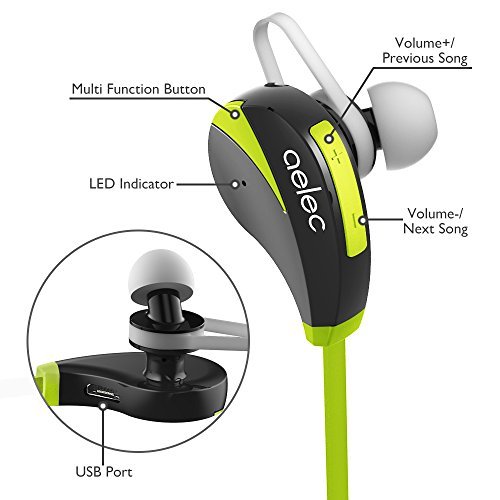 Volume+/
Previous Song
Multi Function Button
LED Indicator
aelec
+
-
Volume-/
Next Song
USB Port